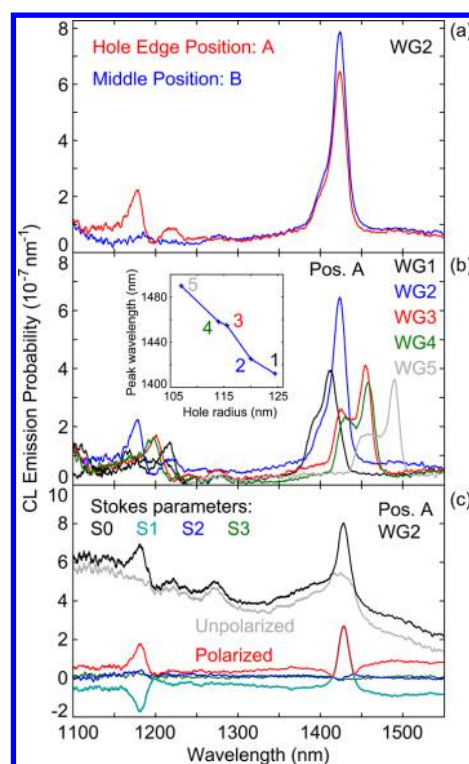 (a)
8
6
4
2
0
Hole Edge Position: A
Middle Position: B
WG2
(b)
8
6
4
2
0
Pos. A
WG1
WG2
WG3
WG4
WG5
Peak wavelength (nm)
1480
1440
1400
105
115
125
Hole radius (nm)
5
4
3
2
1
CL Emission Probability (10⁻⁷ nm⁻¹)
(c)
10
8
6
4
2
0
-2
Stokes parameters:
S0 S1 S2 S3
Pos. A
WG2
Unpolarized
Polarized
1100 1200 1300 1400 1500
Wavelength (nm)